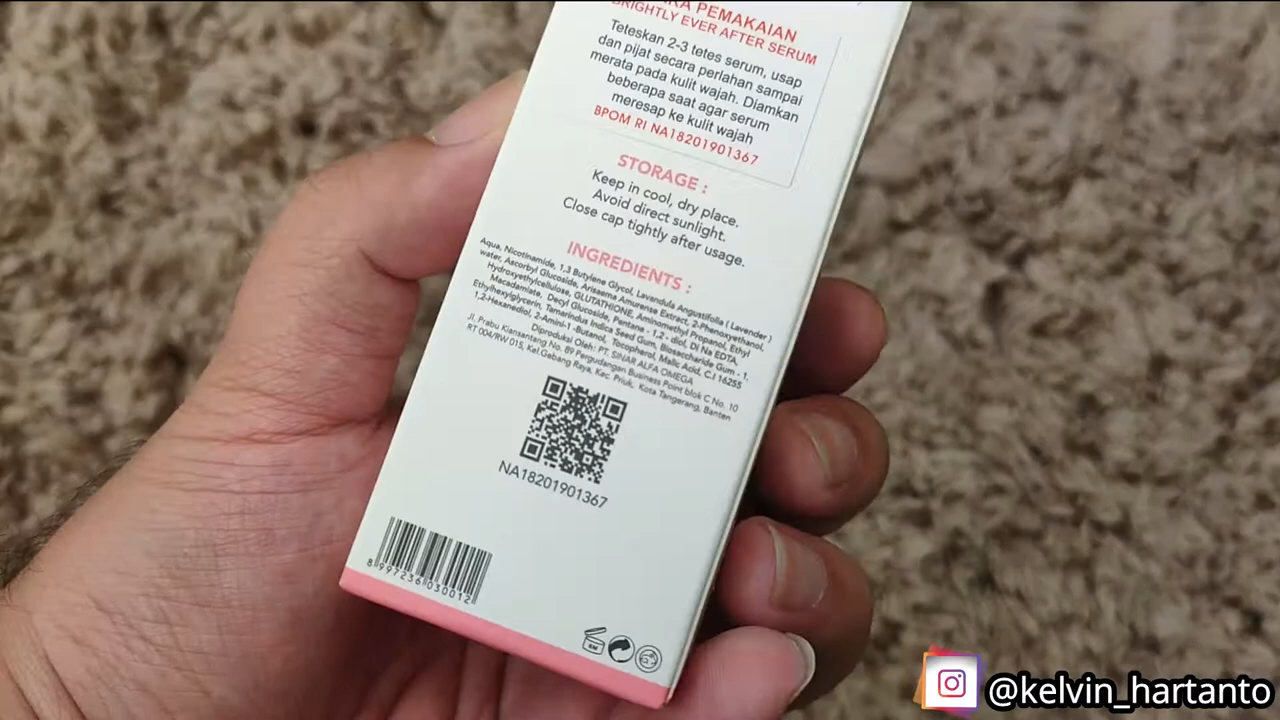 CARA PEMAKAIAN
BRIGHTLY EVER AFTER SERUM
Teteskan 2-3 tetes serum, usap
dan pijat secara perlahan sampai
merata pada kulit wajah. Diamkan
beberapa saat agar serum
meresap ke kulit wajah
BPOM RI NA18201901367
STORAGE :
Keep in cool, dry place.
Avoid direct sunlight.
Close cap tightly after usage.
INGREDIENTS :
Aqua, Nicotinamide, 1,3 Butylene Glycol, Lavandula Angustifolia ( Lavender )
water, Ascorbyl Glucoside, Arisaema Amurense Extract, 2-Phenoxyethanol,
Hydroxyethylcellulose, GLUTATHIONE, Aminomethyl Propanol, Ethyl
Macadamiate, Decyl Glucoside, Pentane - 1,2 - diol, Di Na EDTA,
Ethylhexylglycerin, Tamarindus Indica Seed Gum, Biosaccharide Gum - 1,
1,2-Hexanediol, 2-Amini-1 -Butanol, Tocopherol, Malic Acid, C.I 16255
Diproduksi Oleh: PT. SINAR ALFA OMEGA
Jl. Prabu Kiansantang No. 89 Pergudangan Business Point blok C No. 10
RT 004/RW 015, Kel.Gebang Raya, Kec. Priuk, Kota Tangerang, Banten
NA18201901367
8 997236 030012
@kelvin_hartanto